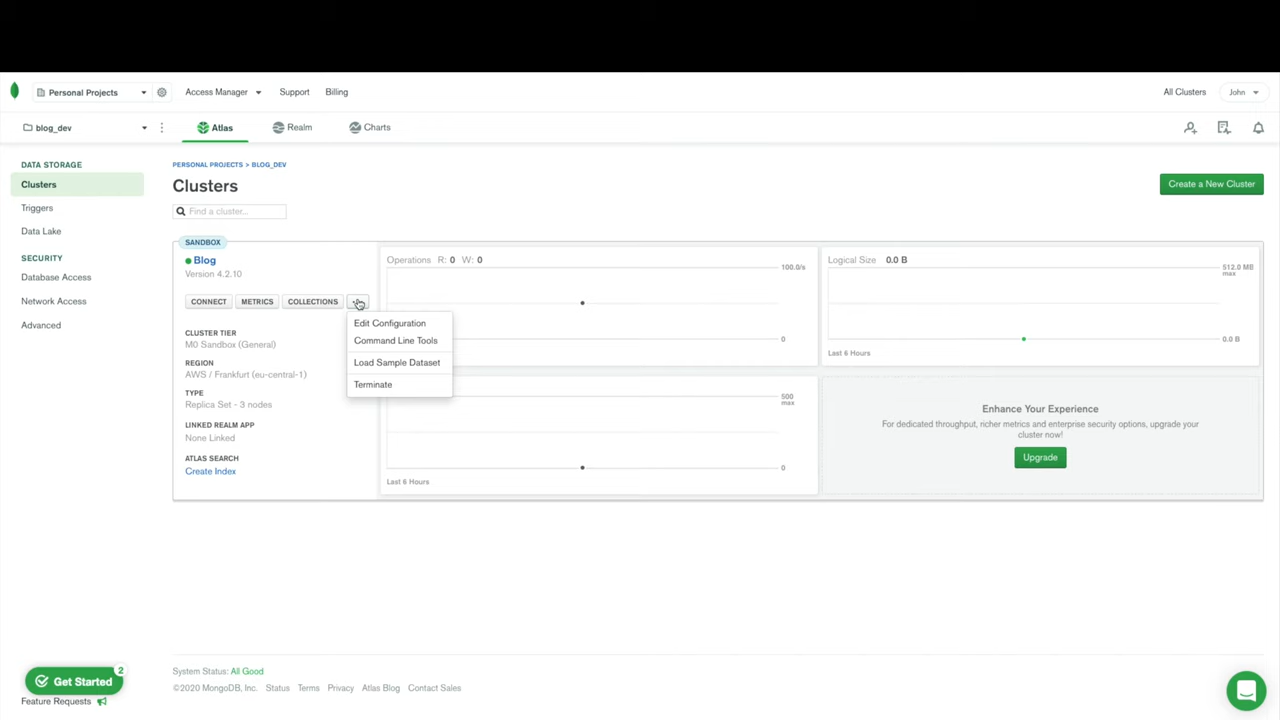 Personal Projects
Access Manager
Support
Billing
All Clusters
John
blog_dev
Atlas
Realm
Charts
DATA STORAGE
Clusters
Triggers
Data Lake
SECURITY
Database Access
Network Access
Advanced
PERSONAL PROJECTS > BLOG_DEV
Clusters
Create a New Cluster
Find a cluster...
SANDBOX
Blog
Version 4.2.10
CONNECT
METRICS
COLLECTIONS
CLUSTER TIER
M0 Sandbox (General)
REGION
AWS / Frankfurt (eu-central-1)
TYPE
Replica Set - 3 nodes
LINKED REALM APP
None Linked
ATLAS SEARCH
Create Index
Edit Configuration
Command Line Tools
Load Sample Dataset
Terminate
Operations R: 0 W: 0
100.0/s
0
500
max
0
Last 6 Hours
Logical Size 0.0 B
512.0 MB
max
0.0 B
Last 6 Hours
Enhance Your Experience
For dedicated throughput, richer metrics and enterprise security options, upgrade your
cluster now!
Upgrade
System Status: All Good
©2020 MongoDB, Inc. Status Terms Privacy Atlas Blog Contact Sales
Get Started
2
Feature Requests